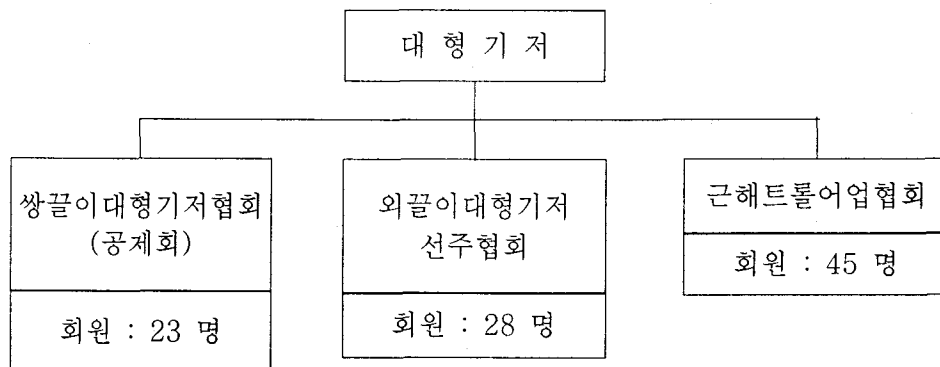 대 형 기 저
쌍끌이대형기저협회
(공제회)
회원 : 23 명
외끌이대형기저
선주협회
회원 : 28 명
근해트롤어업협회
회원 : 45 명